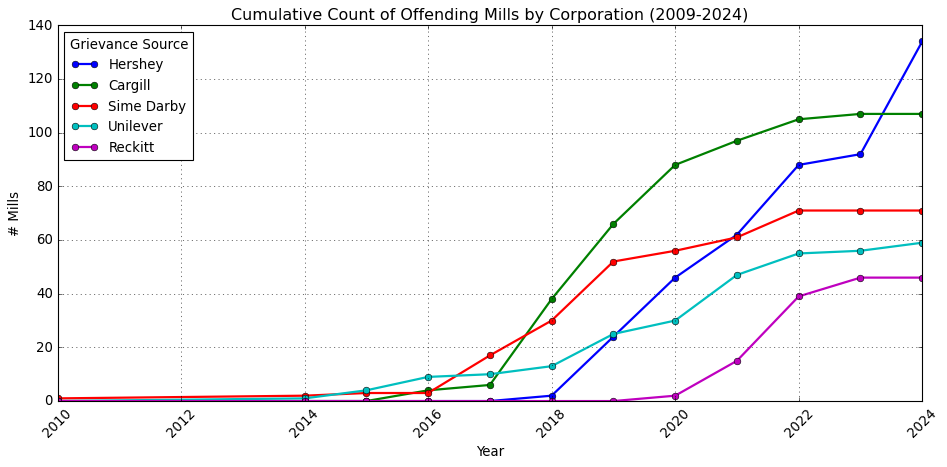 Cumulative Count of Offending Mills by Corporation (2009-2024)
Grievance Source
Hershey
Cargill
Sime Darby
Unilever
Reckitt
# Mills
140
120
100
80
60
40
20
0
2010
2012
2014
2016
2018
2020
2022
2024
Year